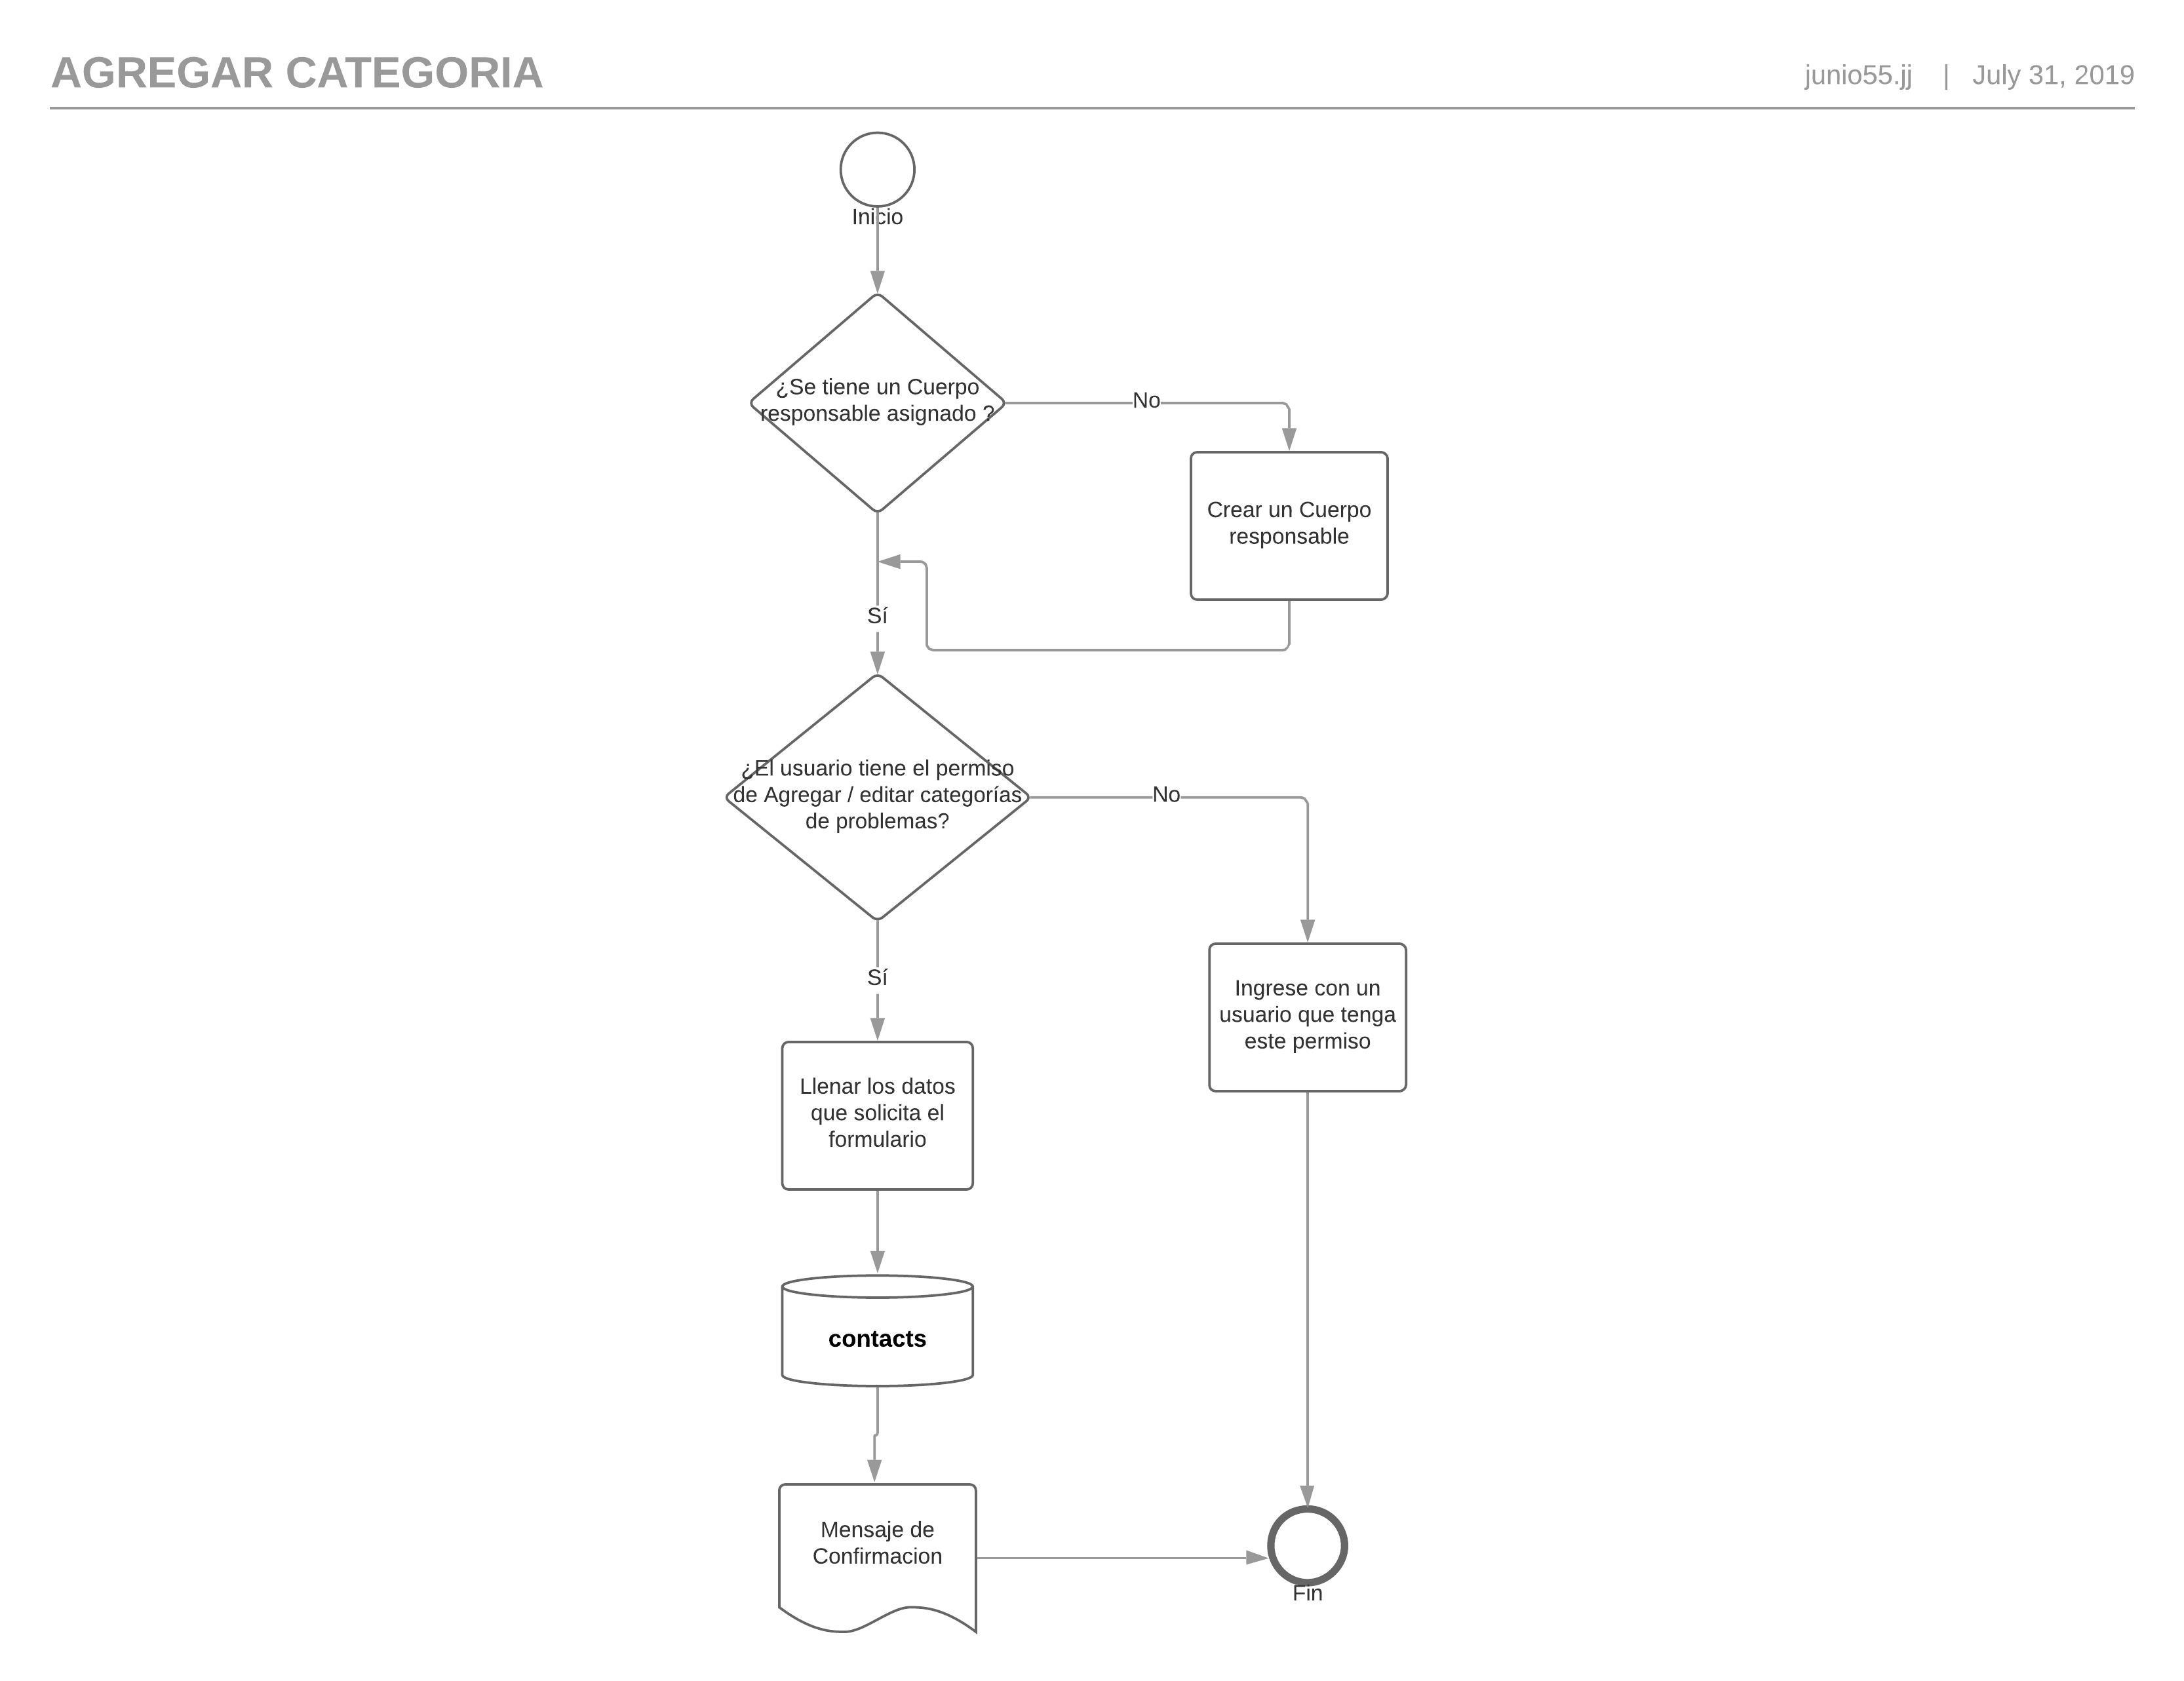 AGREGAR CATEGORIA
junio55.jj | July 31, 2019
Inicio
¿Se tiene un Cuerpo
responsable asignado ?
No
Crear un Cuerpo
responsable
Sí
¿El usuario tiene el permiso
de Agregar / editar categorías
de problemas?
No
Sí
Ingrese con un
usuario que tenga
este permiso
Llenar los datos
que solicita el
formulario
contacts
Mensaje de
Confirmacion
Fin